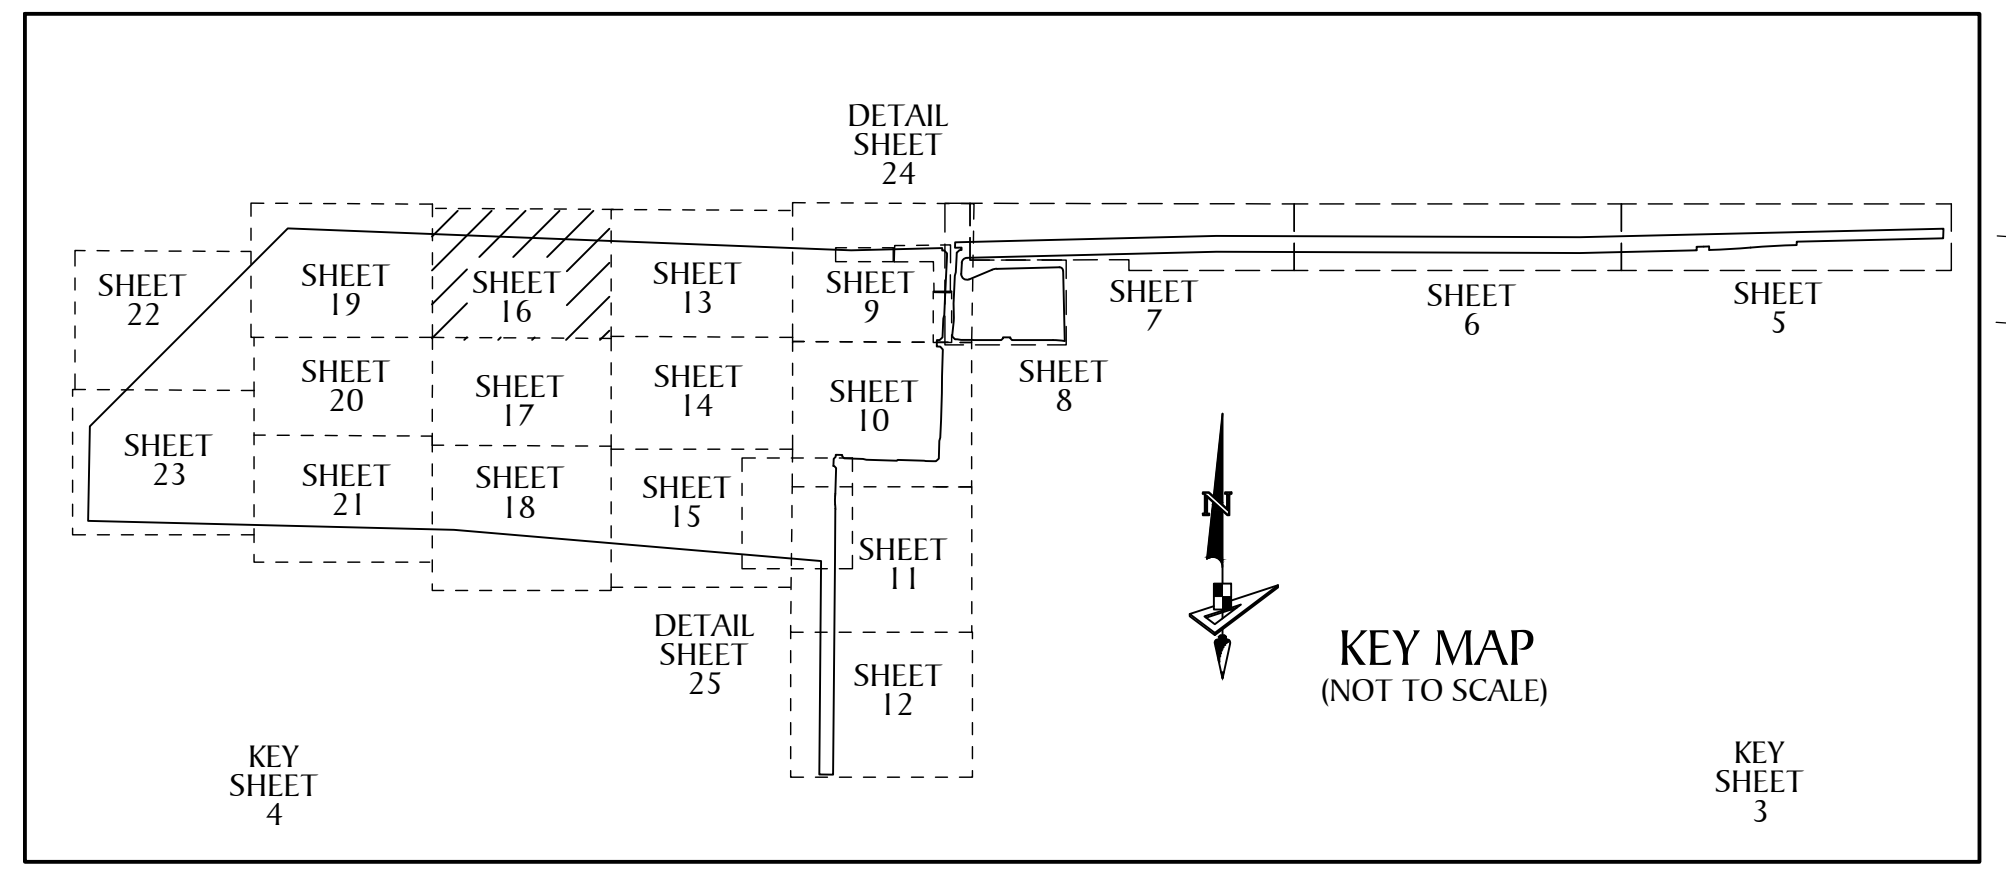 DETAIL
SHEET
24
SHEET
22
SHEET
19
SHEET
16
SHEET
13
SHEET
9
SHEET
7
SHEET
6
SHEET
5
SHEET
20
SHEET
17
SHEET
14
SHEET
10
SHEET
8
SHEET
23
SHEET
21
SHEET
18
SHEET
15
SHEET
11
N
DETAIL
SHEET
25
SHEET
12
KEY MAP
(NOT TO SCALE)
KEY
SHEET
4
KEY
SHEET
3